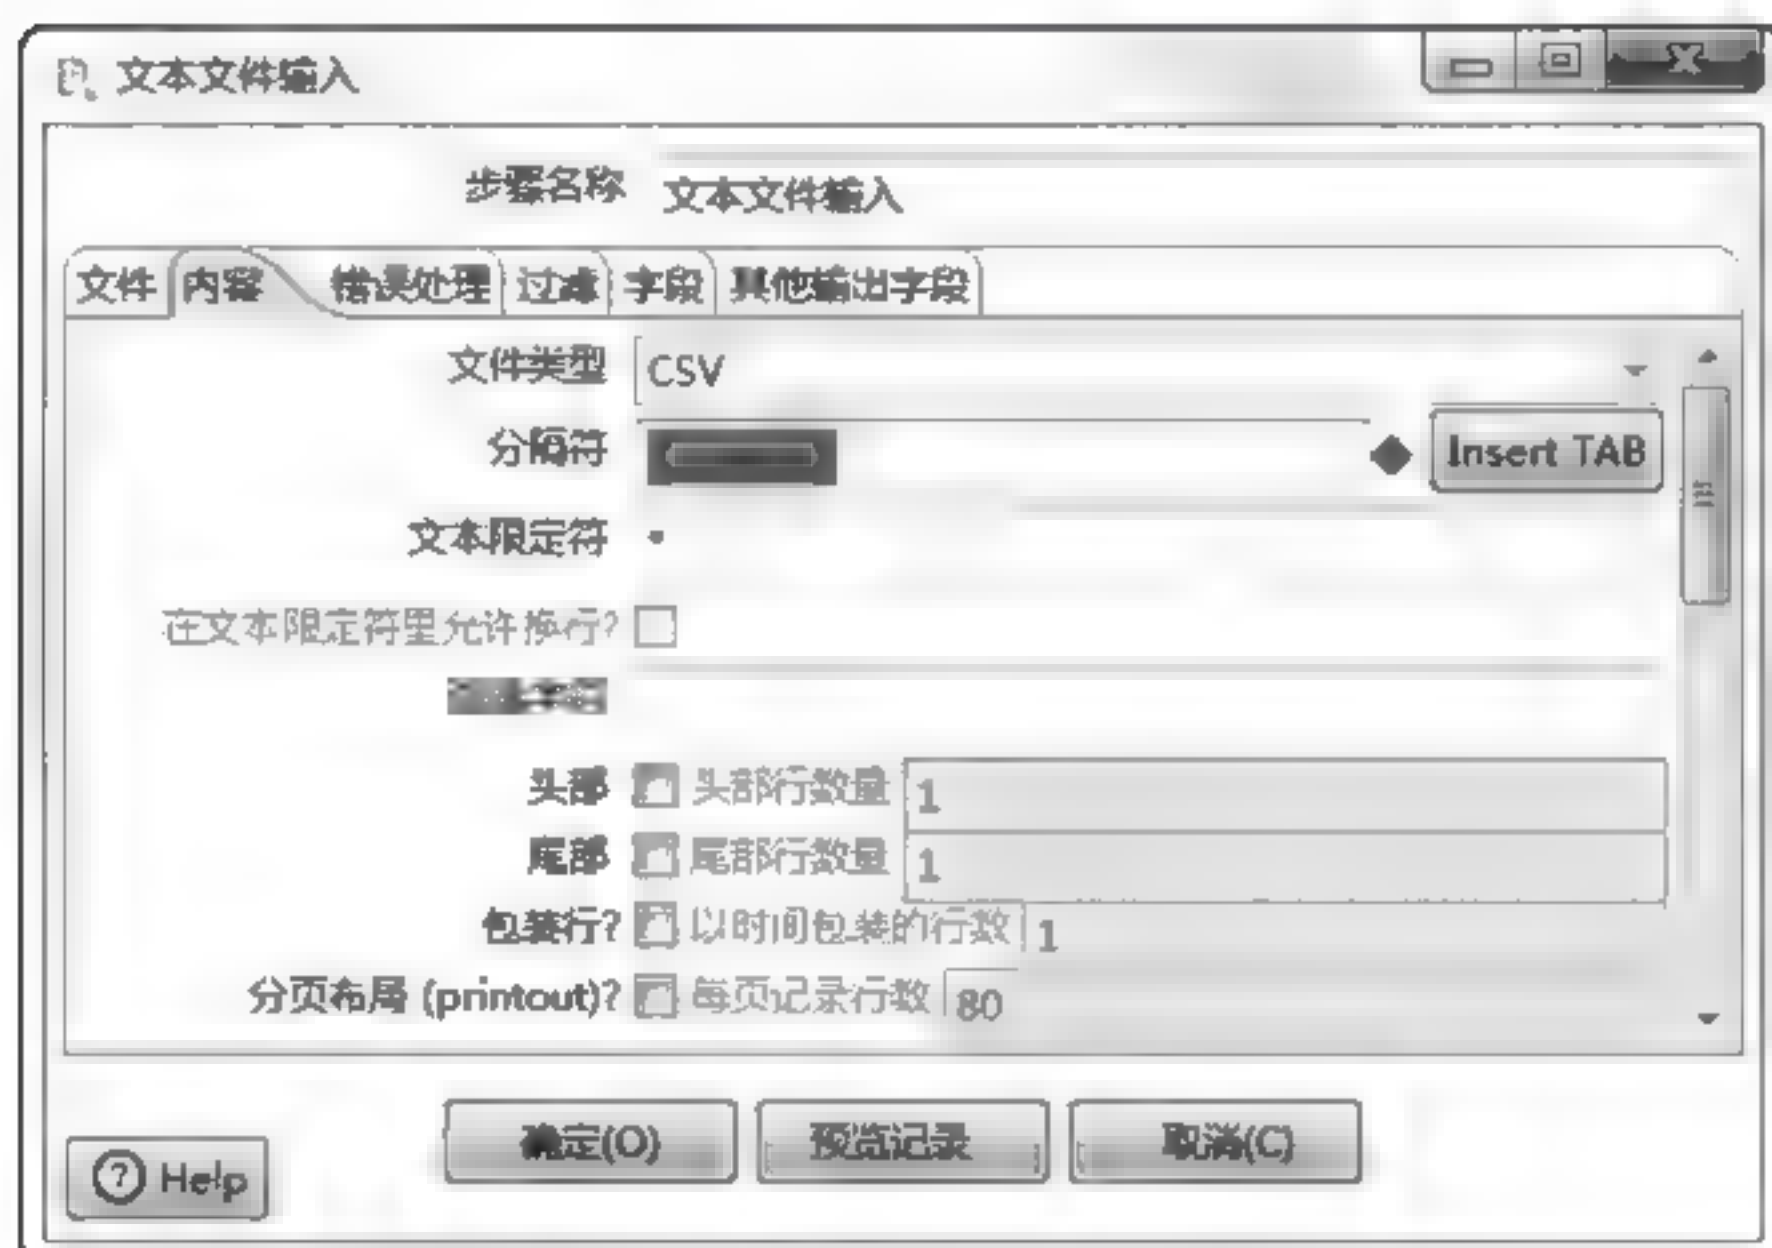 文本文件输入
步骤名称 文本文件输入
文件 内容 错误处理 过滤 字段 其他输出字段
文件类型 CSV
分隔符 Insert TAB
文本限定符
在文本限定符里允许换行?
头部 头部行数量 1
尾部 尾部行数量 1
包装行? 以时间包装的行数 1
分页布局 (printout)? 每页记录行数 80
确定(O) 预览记录 取消(C)
Help